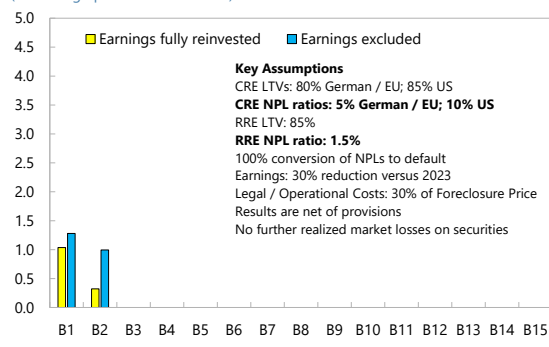 5.0
4.5
4.0
3.5
3.0
2.5
2.0
1.5
1.0
0.5
0.0
Earnings fully reinvested Earnings excluded
Key Assumptions
CRE LTVs: 80% German / EU; 85% US
CRE NPL ratios: 5% German / EU; 10% US
RRE LTV: 85%
RRE NPL ratio: 1.5%
100% conversion of NPLs to default
Earnings: 30% reduction versus 2023
Legal / Operational Costs: 30% of Foreclosure Price
Results are net of provisions
No further realized market losses on securities
B1 B2 B3 B4 B5 B6 B7 B8 B9 B10 B11 B12 B13 B14 B15